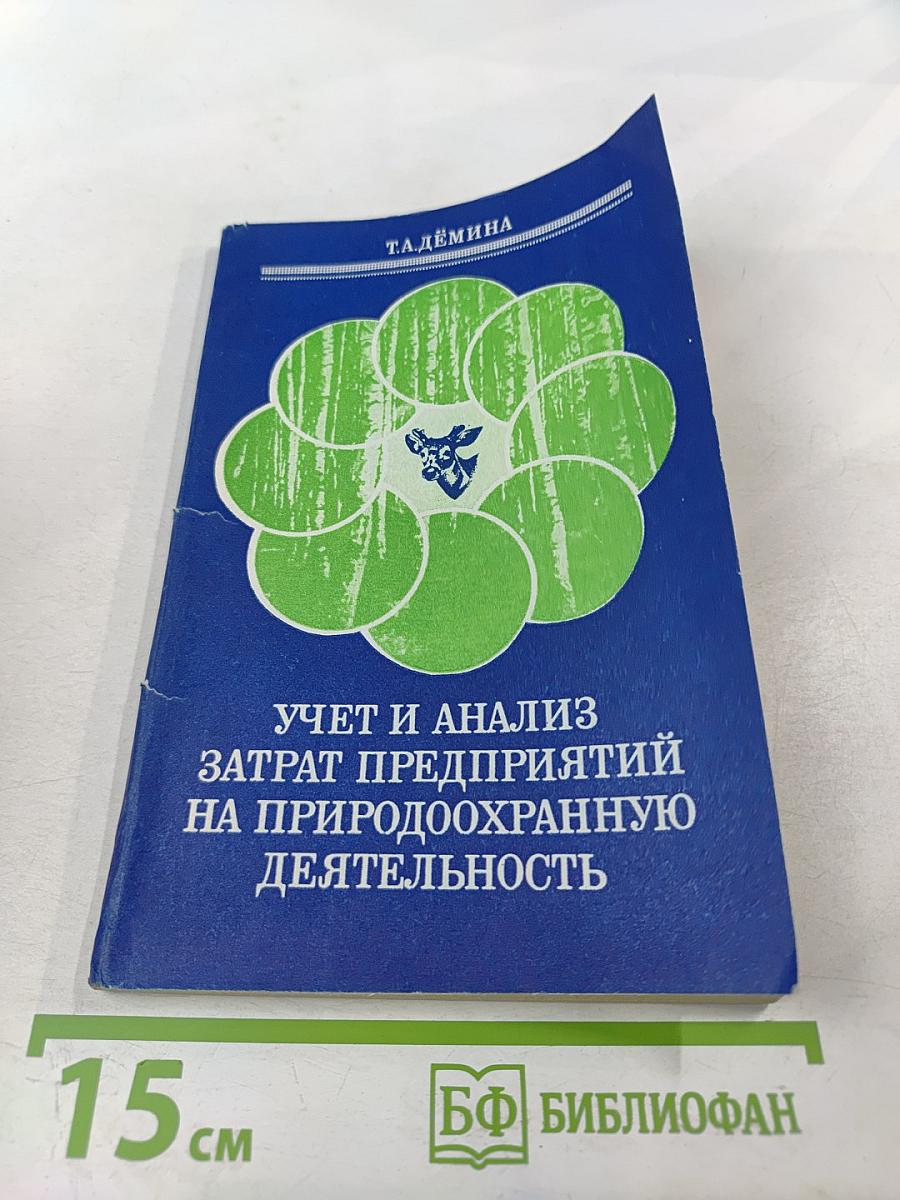 Т.А.ДЁМИНА
УЧЕТ И АНАЛИЗ
ЗАТРАТ ПРЕДПРИЯТИЙ
НА ПРИРОДООХРАННУЮ
ДЕЯТЕЛЬНОСТЬ
15 см
БФ БИБЛИОФАН